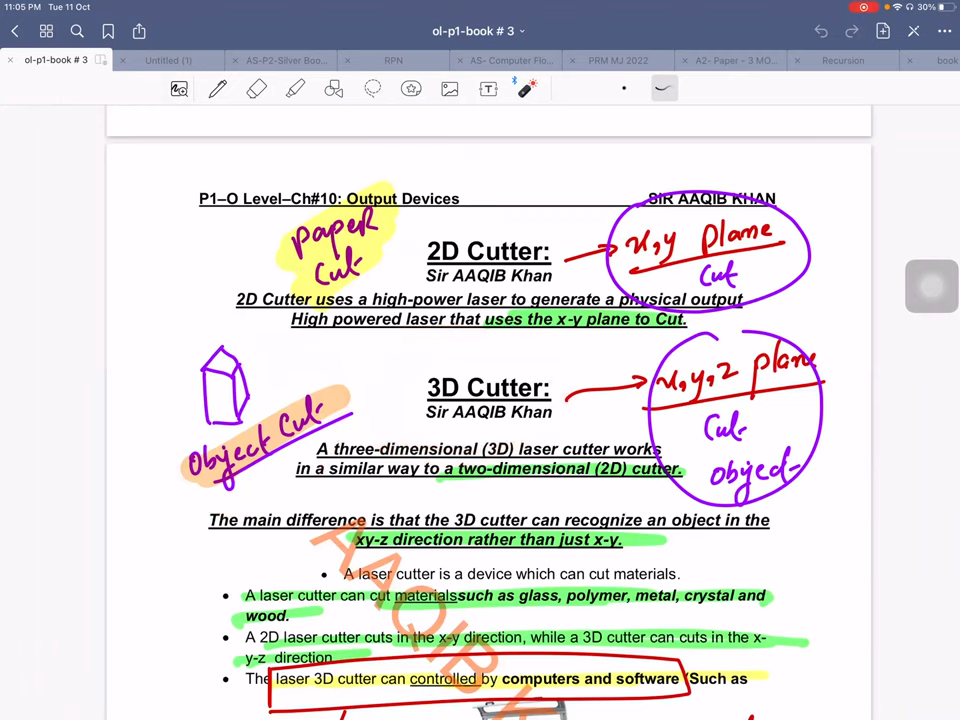 11:05 PM Tue 11 Oct
30%
ol-p1-book # 3
ol-p1-book # 3
Untitled (1)
AS-P2-Silver Boo...
RPN
AS- Computer Flo...
PRM MJ 2022
A2- Paper - 3 MO...
Recursion
book
P1–O Level–Ch#10: Output Devices
SIR AAQIB KHAN
paper
Cut
2D Cutter:
Sir AAQIB Khan
x,y plane
Cut
2D Cutter uses a high-power laser to generate a physical output
High powered laser that uses the x-y plane to Cut.
3D Cutter:
Sir AAQIB Khan
x,y,z plane
Cut
object
Object Cut
A three-dimensional (3D) laser cutter works
in a similar way to a two-dimensional (2D) cutter.
The main difference is that the 3D cutter can recognize an object in the
xy-z direction rather than just x-y.
• A laser cutter is a device which can cut materials.
• A laser cutter can cut materialssuch as glass, polymer, metal, crystal and
wood.
• A 2D laser cutter cuts in the x-y direction, while a 3D cutter can cuts in the x-
y-z direction
• The laser 3D cutter can controlled by computers and software (Such as
AAQIB K